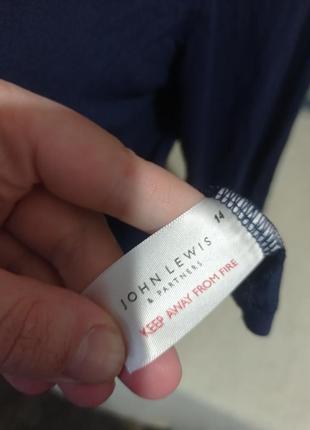 14
JOHN LEWIS
& PARTNERS
KEEP AWAY FROM FIRE